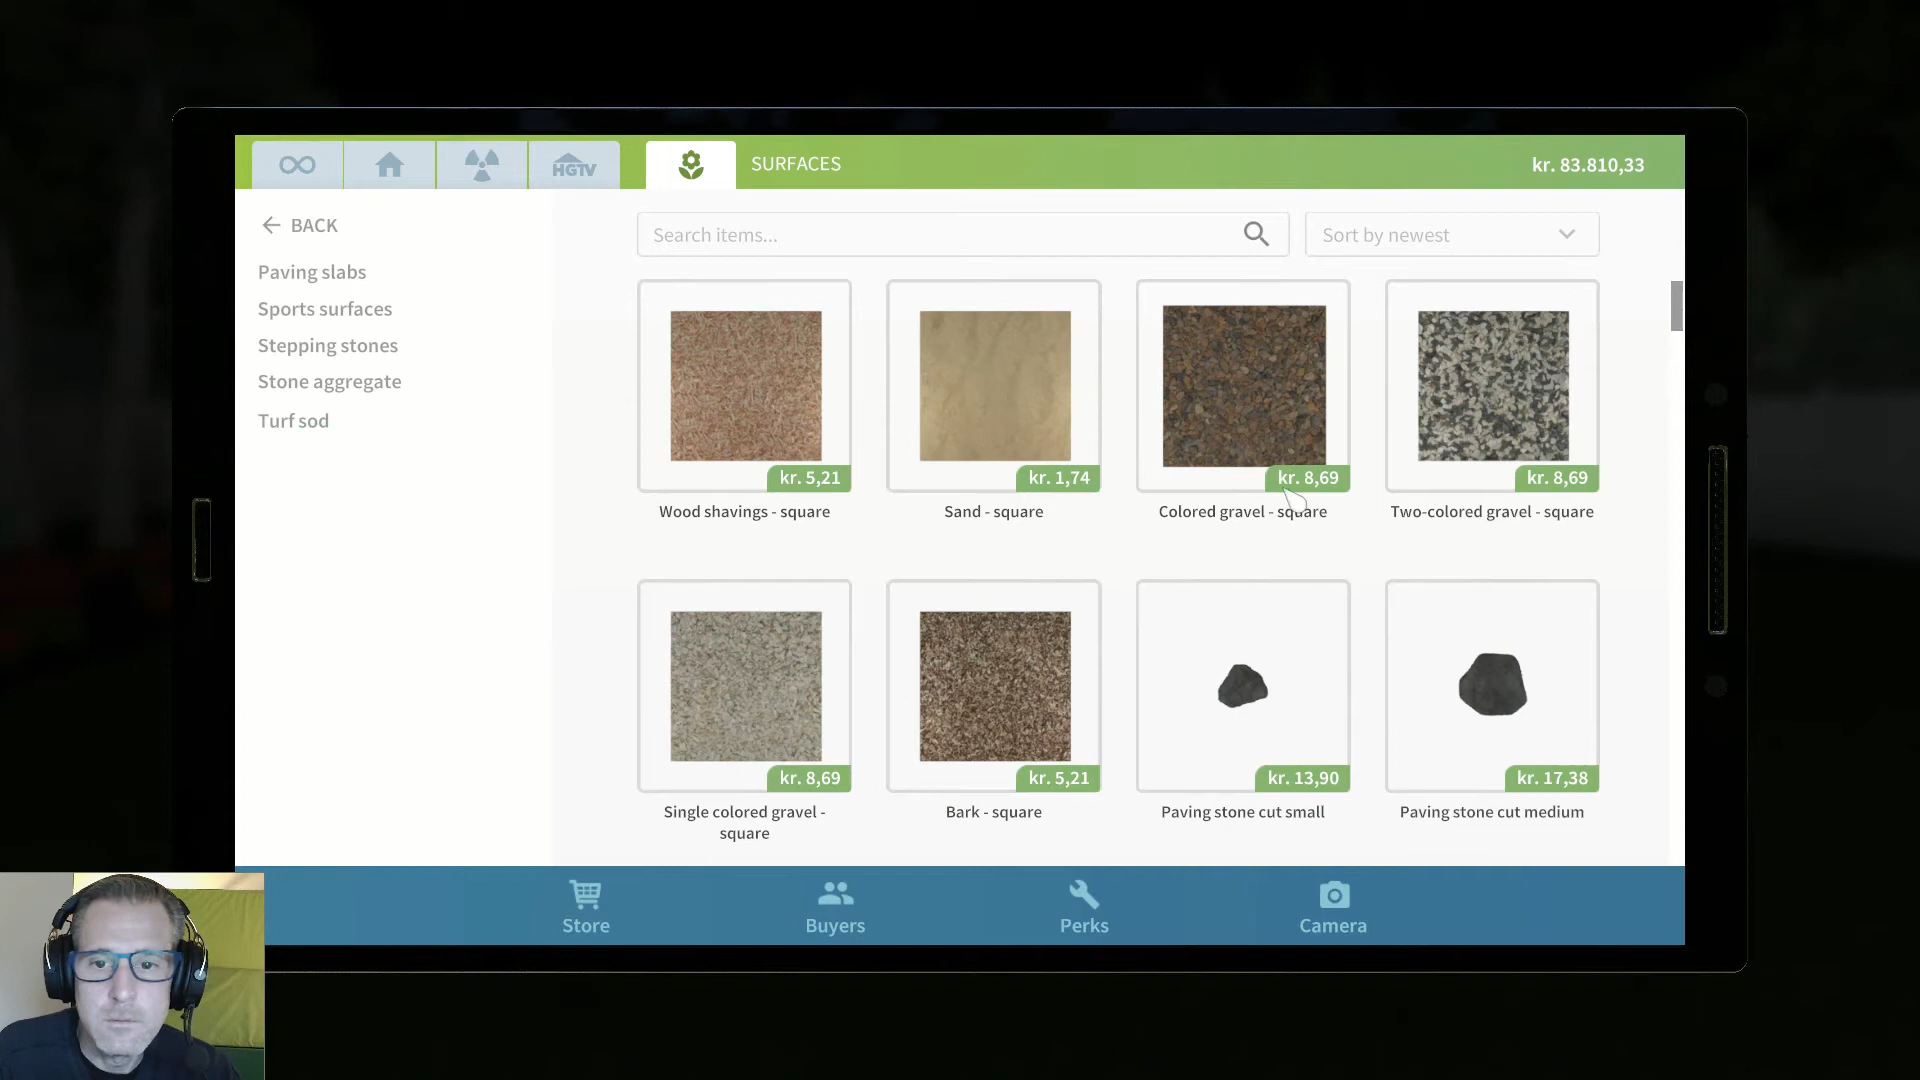 HGTV
SURFACES
kr. 83.810,33
BACK
Paving slabs
Sports surfaces
Stepping stones
Stone aggregate
Turf sod
Search items...
Sort by newest
kr. 5,21
kr. 1,74
kr. 8,69
kr. 8,69
Wood shavings - square
Sand - square
Colored gravel - square
Two-colored gravel - square
kr. 8,69
kr. 5,21
kr. 13,90
kr. 17,38
Single colored gravel -
square
Bark - square
Paving stone cut small
Paving stone cut medium
Store
Buyers
Perks
Camera